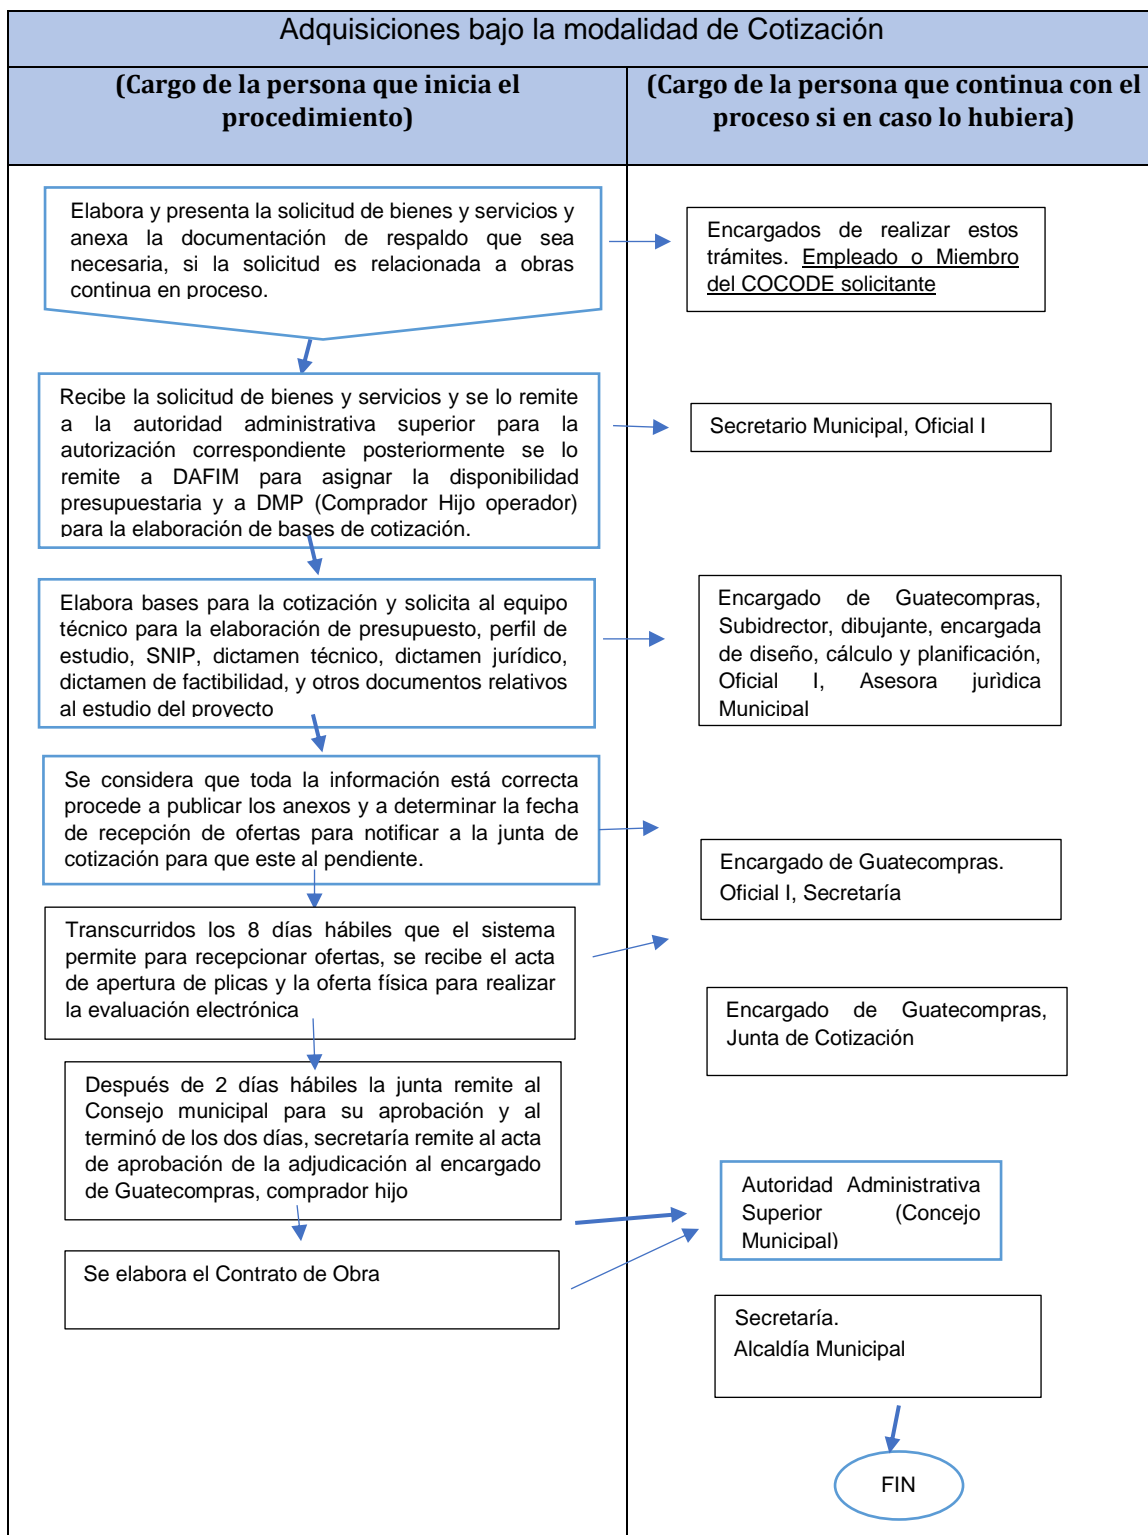 Adquisiciones bajo la modalidad de Cotización
(Cargo de la persona que inicia el
procedimiento)
(Cargo de la persona que continua con el
proceso si en caso lo hubiera)
Elabora y presenta la solicitud de bienes y servicios y
anexa la documentación de respaldo que sea
necesaria, si la solicitud es relacionada a obras
continua en proceso.
Encargados de realizar estos
trámites. Empleado o Miembro
del COCODE solicitante
Recibe la solicitud de bienes y servicios y se lo remite
a la autoridad administrativa superior para la
autorización correspondiente posteriormente se lo
remite a DAFIM para asignar la disponibilidad
presupuestaria y a DMP (Comprador Hijo operador)
para la elaboración de bases de cotización.
Secretario Municipal, Oficial I
Elabora bases para la cotización y solicita al equipo
técnico para la elaboración de presupuesto, perfil de
estudio, SNIP, dictamen técnico, dictamen jurídico,
dictamen de factibilidad, y otros documentos relativos
al estudio del proyecto
Encargado de Guatecompras,
Subidrector, dibujante, encargada
de diseño, cálculo y planificación,
Oficial I, Asesora jurìdica
Municipal
Se considera que toda la información está correcta
procede a publicar los anexos y a determinar la fecha
de recepción de ofertas para notificar a la junta de
cotización para que este al pendiente.
Encargado de Guatecompras.
Oficial I, Secretaría
Transcurridos los 8 días hábiles que el sistema
permite para recepcionar ofertas, se recibe el acta
de apertura de plicas y la oferta física para realizar
la evaluación electrónica
Encargado de Guatecompras,
Junta de Cotización
Después de 2 días hábiles la junta remite al
Consejo municipal para su aprobación y al
terminó de los dos días, secretaría remite al acta
de aprobación de la adjudicación al encargado
de Guatecompras, comprador hijo
Autoridad Administrativa
Superior (Concejo
Municipal)
Se elabora el Contrato de Obra
Secretaría.
Alcaldía Municipal
FIN